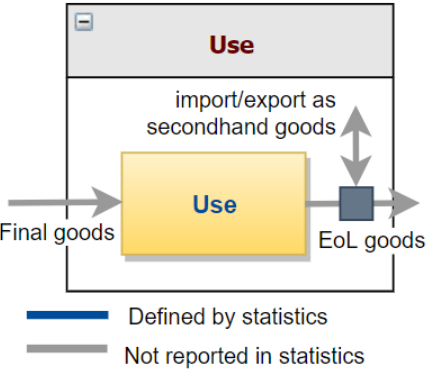 Use
import/export as
secondhand goods
Use
Final goods
EoL goods
Defined by statistics
Not reported in statistics